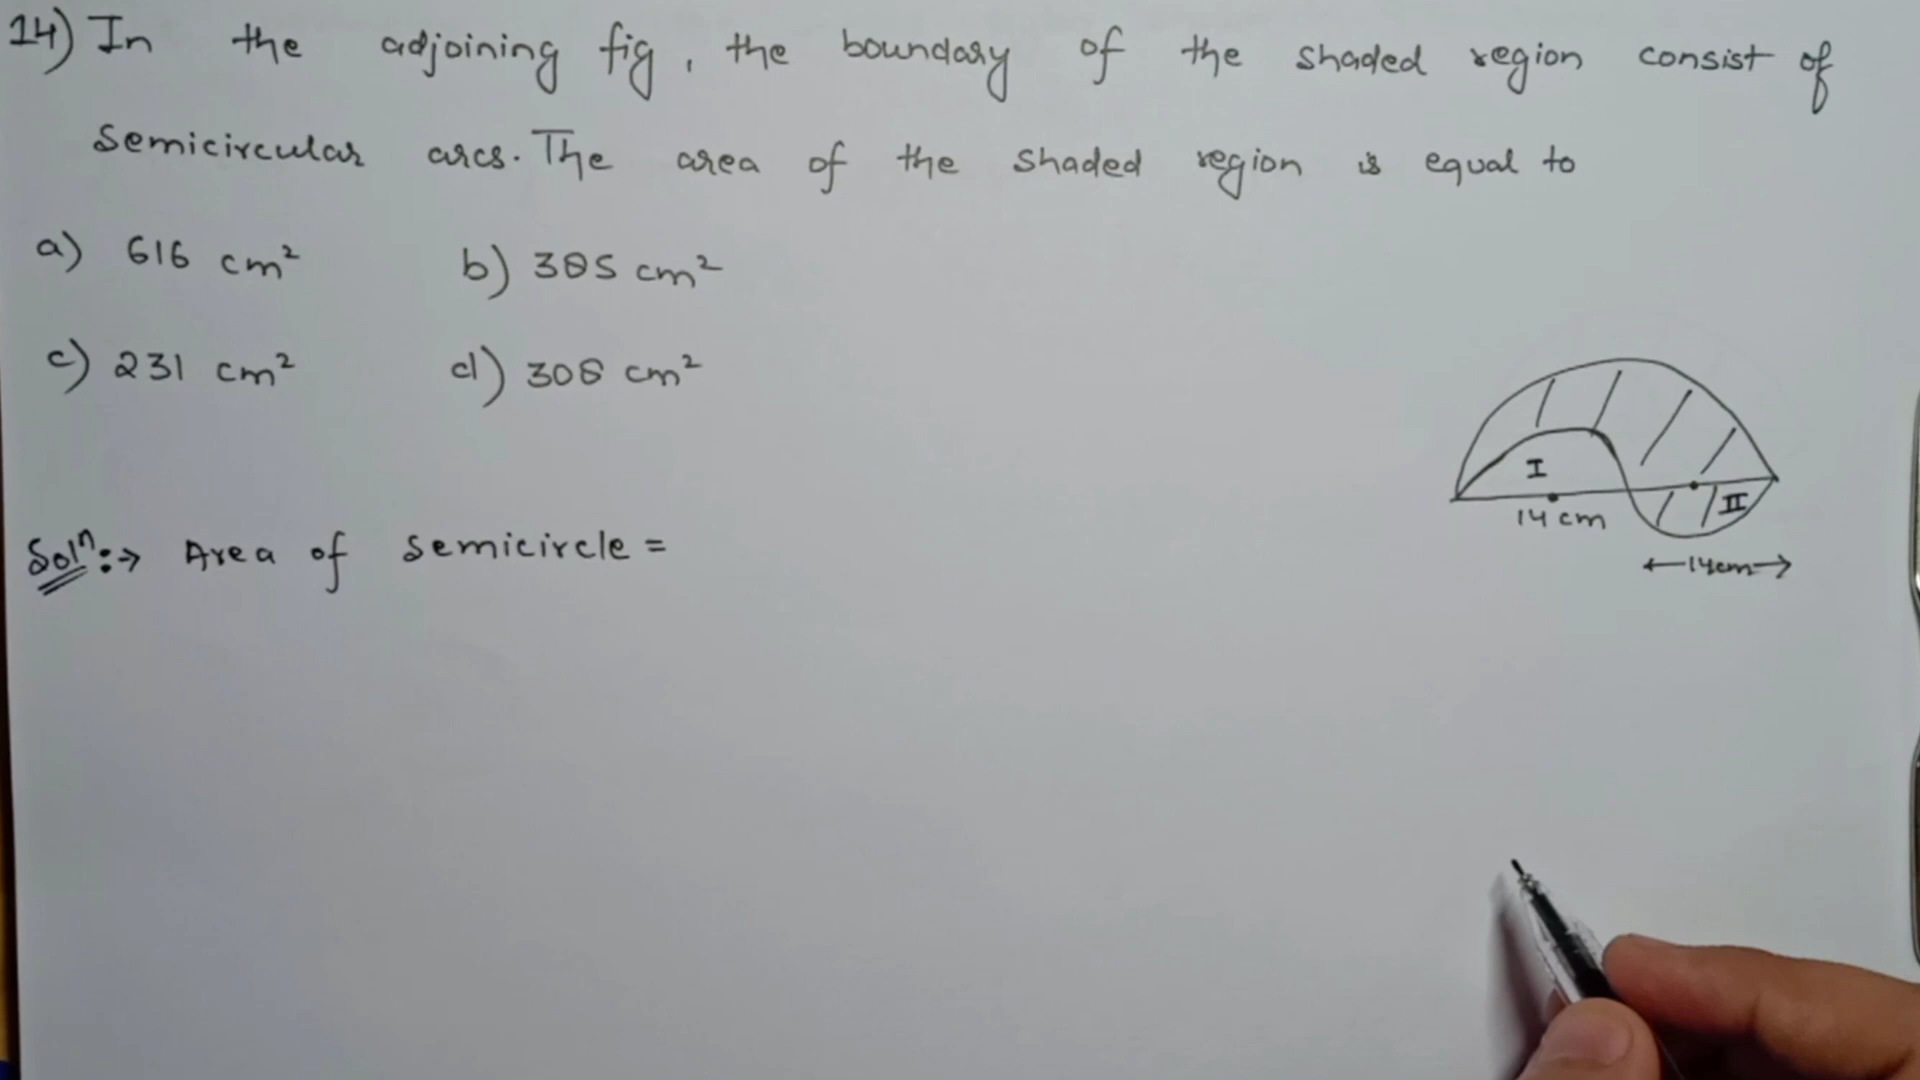 14) In the adjoining fig, the boundary of the shaded region consist of
semicircular arcs. The area of the shaded region is equal to
a) 616 cm² b) 385 cm²
c) 231 cm² d) 308 cm²
I
II
14 cm
14cm
Solⁿ:→ Area of semicircle =